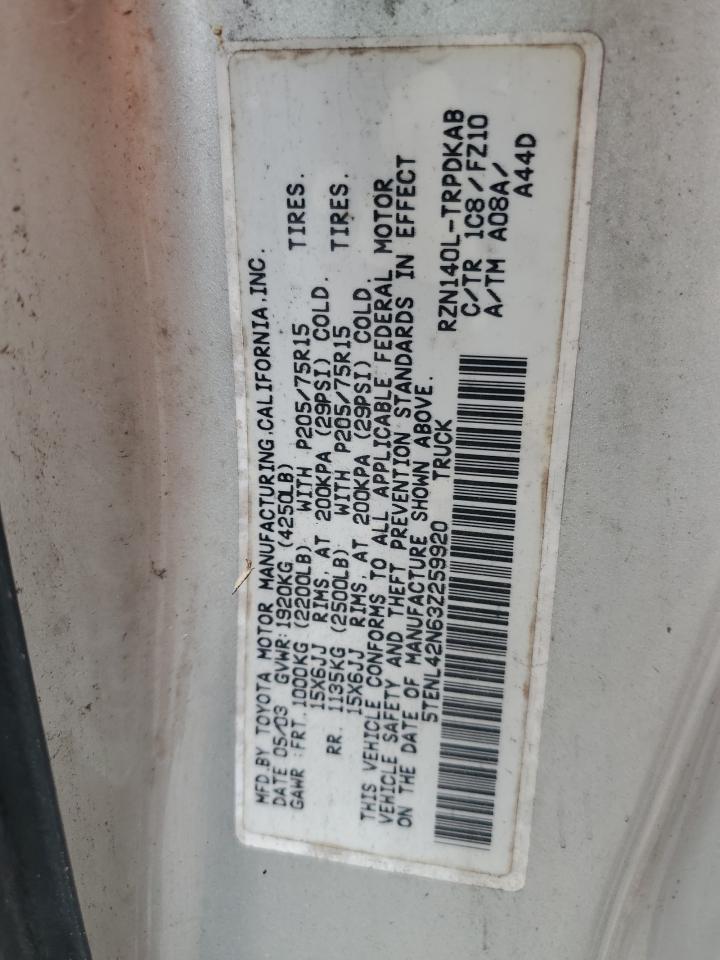 MFD.BY TOYOTA MOTOR MANUFACTURING.CALIFORNIA.INC.
DATE 05/03 GVWR:1920KG (4250LB)
GAWR :FRT.1000KG (2200LB) WITH P205/75R15 TIRES.
15X6JJ RIMS. AT 200KPA (29PSI) COLD.
RR. 1135KG (2500LB) WITH P205/75R15 TIRES.
15X6JJ RIMS. AT 200KPA (29PSI) COLD.
THIS VEHICLE CONFORMS TO ALL APPLICABLE FEDERAL MOTOR
VEHICLE SAFETY AND THEFT PREVENTION STANDARDS IN EFFECT
ON THE DATE OF MANUFACTURE SHOWN ABOVE.
5TENL42N63Z259920 TRUCK
RZN140L-TRPDKAB
C/TR 1C8/FZ10
A/TM A08A/
A44D